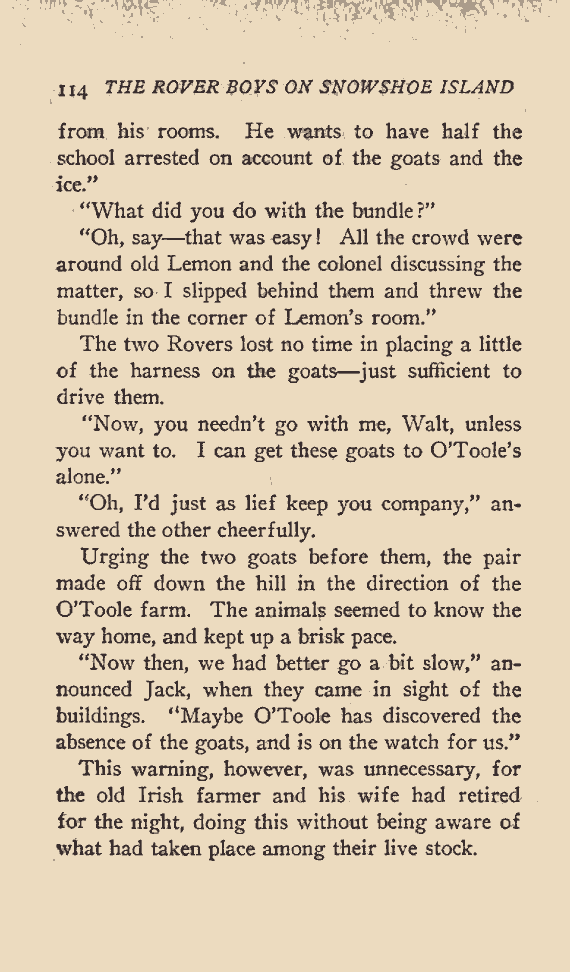 114 THE ROVER BOYS ON SNOWSHOE ISLAND
from his rooms. He wants to have half the
school arrested on account of the goats and the
ice.”
“What did you do with the bundle?”
“Oh, say—that was easy! All the crowd were
around old Lemon and the colonel discussing the
matter, so I slipped behind them and threw the
bundle in the corner of Lemon’s room.”
The two Rovers lost no time in placing a little
of the harness on the goats—just sufficient to
drive them.
“Now, you needn’t go with me, Walt, unless
you want to. I can get these goats to O’Toole’s
alone.”
“Oh, I’d just as lief keep you company,” an-
swered the other cheerfully.
Urging the two goats before them, the pair
made off down the hill in the direction of the
O’Toole farm. The animals seemed to know the
way home, and kept up a brisk pace.
“Now then, we had better go a bit slow,” an-
nounced Jack, when they came in sight of the
buildings. “Maybe O’Toole has discovered the
absence of the goats, and is on the watch for us.”
This warning, however, was unnecessary, for
the old Irish farmer and his wife had retired
for the night, doing this without being aware of
what had taken place among their live stock.